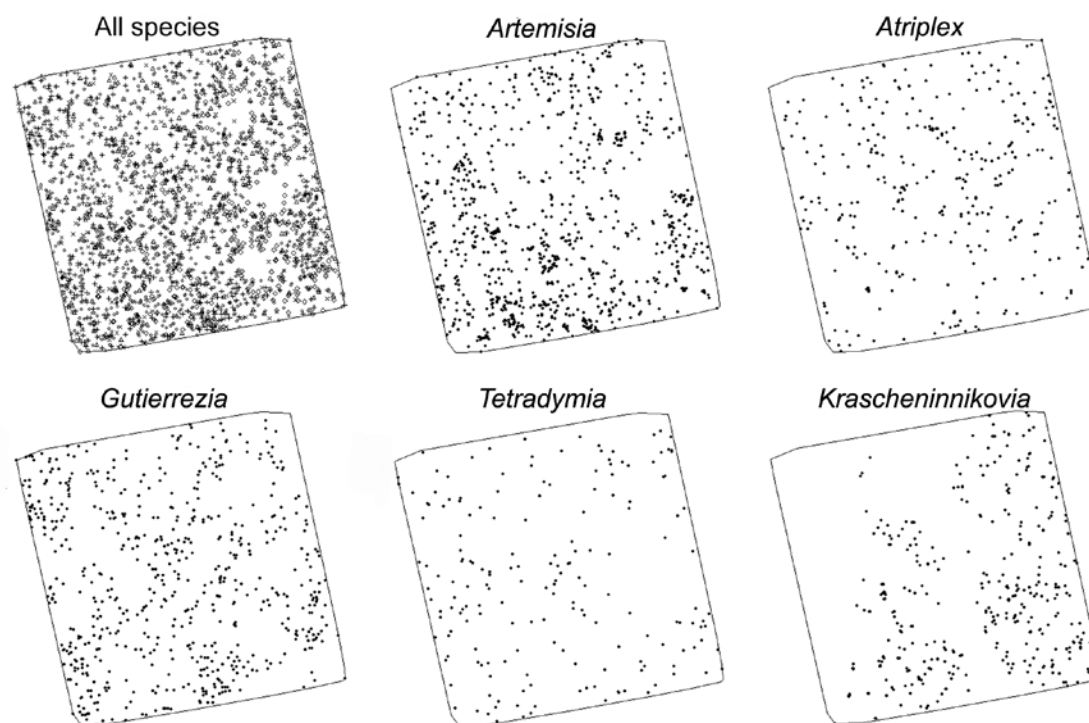 All species
Artemisia
Atriplex
Gutierrezia
Tetradymia
Krascheninnikovia